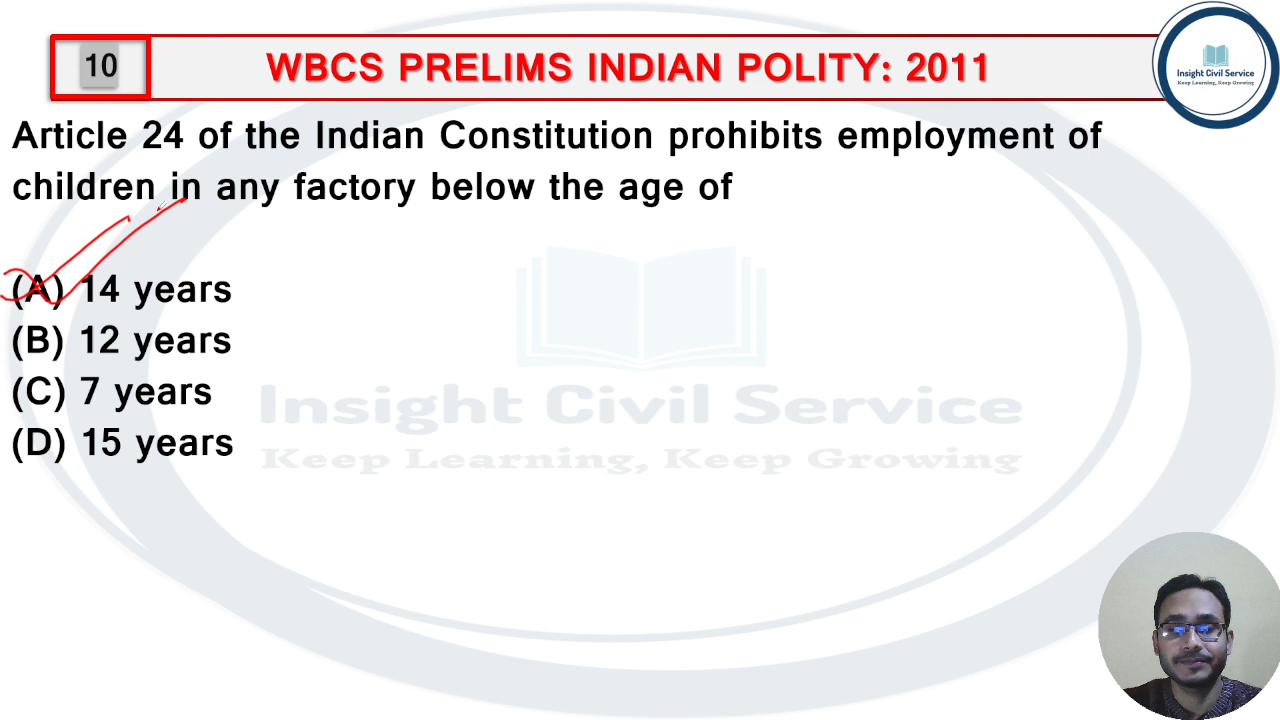 10
WBCS PRELIMS INDIAN POLITY: 2011
Insight Civil Service
Keep Learning, Keep Growing
Article 24 of the Indian Constitution prohibits employment of
children in any factory below the age of
(A) 14 years
(B) 12 years
(C) 7 years
(D) 15 years
Insight Civil Service
Keep Learning, Keep Growing